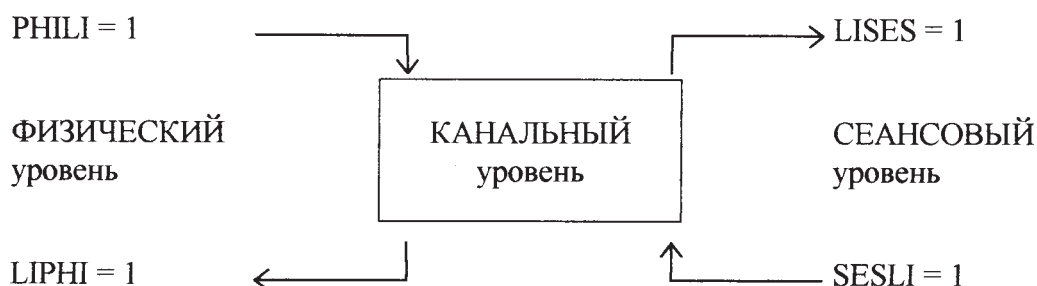 PHILI = 1
LISES = 1
ФИЗИЧЕСКИЙ
уровень
КАНАЛЬНЫЙ
уровень
СЕАНСОВЫЙ
уровень
LIPHI = 1
SESLI = 1